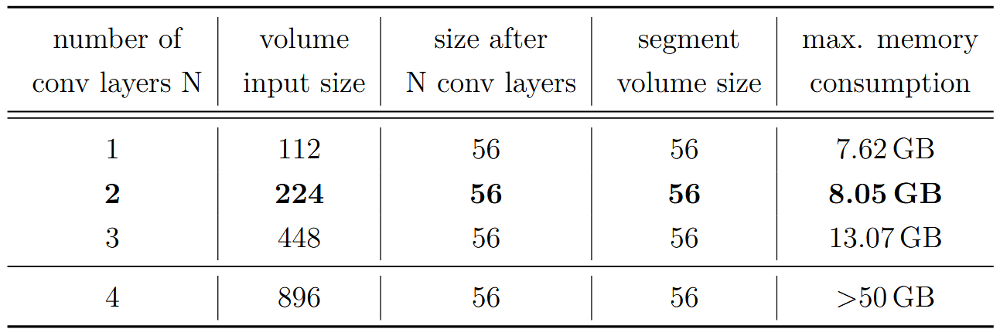 number of volume size after segment max. memory
conv layers N input size N conv layers volume size consumption
1 112 56 56 7.62 GB
2 224 56 56 8.05 GB
3 448 56 56 13.07 GB
4 896 56 56 >50 GB